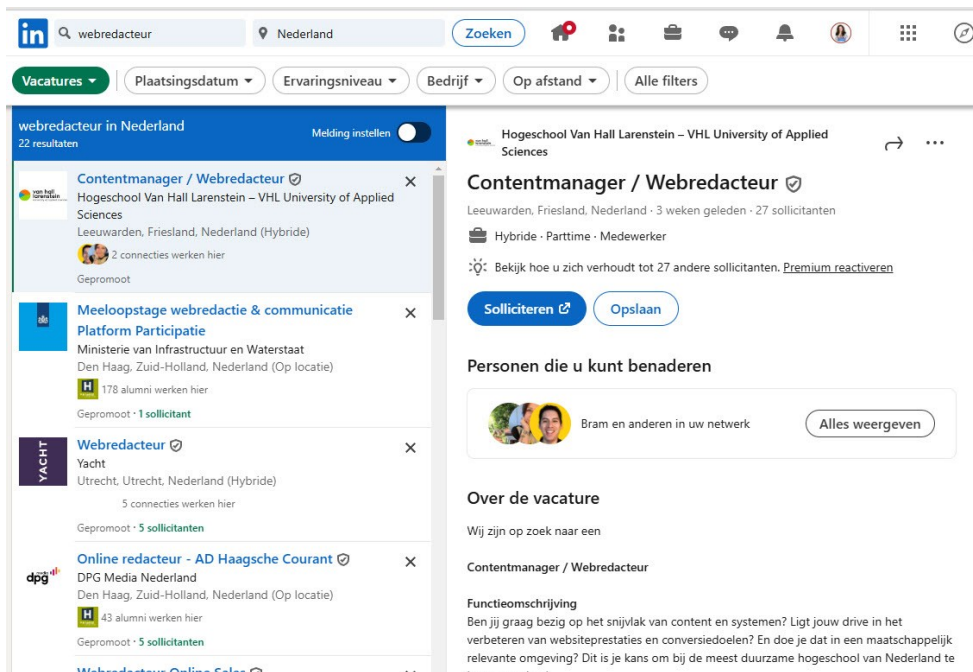 in
webredacteur
Nederland
Zoeken
Vacatures
Plaatsingsdatum
Ervaringsniveau
Bedrijf
Op afstand
Alle filters
webredacteur in Nederland
22 resultaten
Melding instellen
van hall
larenstein
Contentmanager / Webredacteur
Hogeschool Van Hall Larenstein – VHL University of Applied
Sciences
Leeuwarden, Friesland, Nederland (Hybride)
2 connecties werken hier
Gepromoot
Meeloopstage webredactie & communicatie
Platform Participatie
Ministerie van Infrastructuur en Waterstaat
Den Haag, Zuid-Holland, Nederland (Op locatie)
178 alumni werken hier
Gepromoot · 1 sollicitant
YACHT
Webredacteur
Yacht
Utrecht, Utrecht, Nederland (Hybride)
5 connecties werken hier
Gepromoot · 5 sollicitanten
dpg media
Online redacteur - AD Haagsche Courant
DPG Media Nederland
Den Haag, Zuid-Holland, Nederland (Op locatie)
43 alumni werken hier
Gepromoot · 5 sollicitanten
Webredacteur Online Sales
Hogeschool Van Hall Larenstein – VHL University of Applied
Sciences
Contentmanager / Webredacteur
Leeuwarden, Friesland, Nederland · 3 weken geleden · 27 sollicitanten
Hybride · Parttime · Medewerker
Bekijk hoe u zich verhoudt tot 27 andere sollicitanten. Premium reactiveren
Solliciteren
Opslaan
Personen die u kunt benaderen
Bram en anderen in uw netwerk
Alles weergeven
Over de vacature
Wij zijn op zoek naar een
Contentmanager / Webredacteur
Functieomschrijving
Ben jij graag bezig op het snijvlak van content en systemen? Ligt jouw drive in het
verbeteren van websiteprestaties en conversiedoelen? En doe je dat in een maatschappelijk
relevante omgeving? Dit is je kans om bij de meest duurzame hogeschool van Nederland te